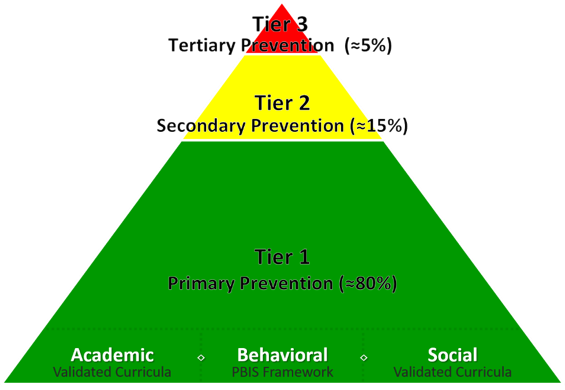 Tier 3
Tertiary Prevention (≈5%)
Tier 2
Secondary Prevention (≈15%)
Tier 1
Primary Prevention (≈80%)
Academic ◇ Behavioral ◇ Social
Validated Curricula PBIS Framework Validated Curricula